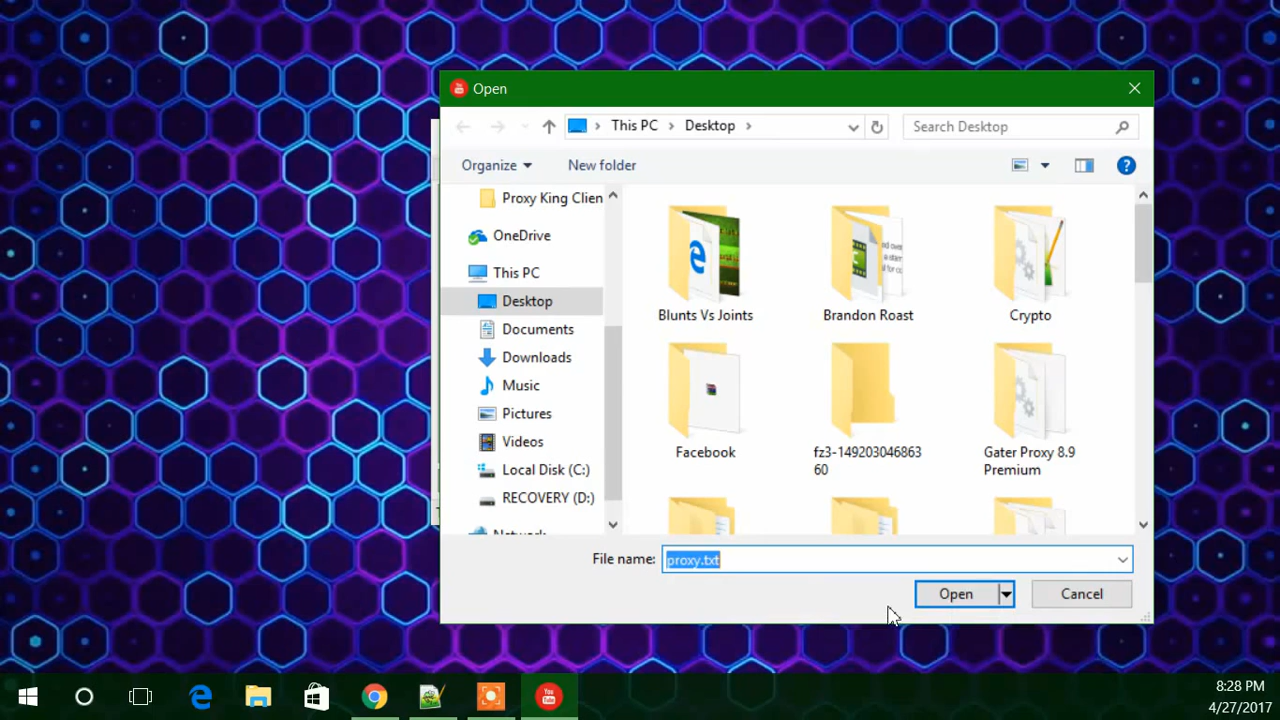 Open
This PC
Desktop
Search Desktop
Organize
New folder
Proxy King Clien
OneDrive
This PC
Desktop
Documents
Downloads
Music
Pictures
Videos
Local Disk (C:)
RECOVERY (D:)
Network
Blunts Vs Joints
Brandon Roast
Crypto
Facebook
fz3-149203046863
60
Gater Proxy 8.9
Premium
File name:
proxy.txt
Open
Cancel
8:28 PM
4/27/2017